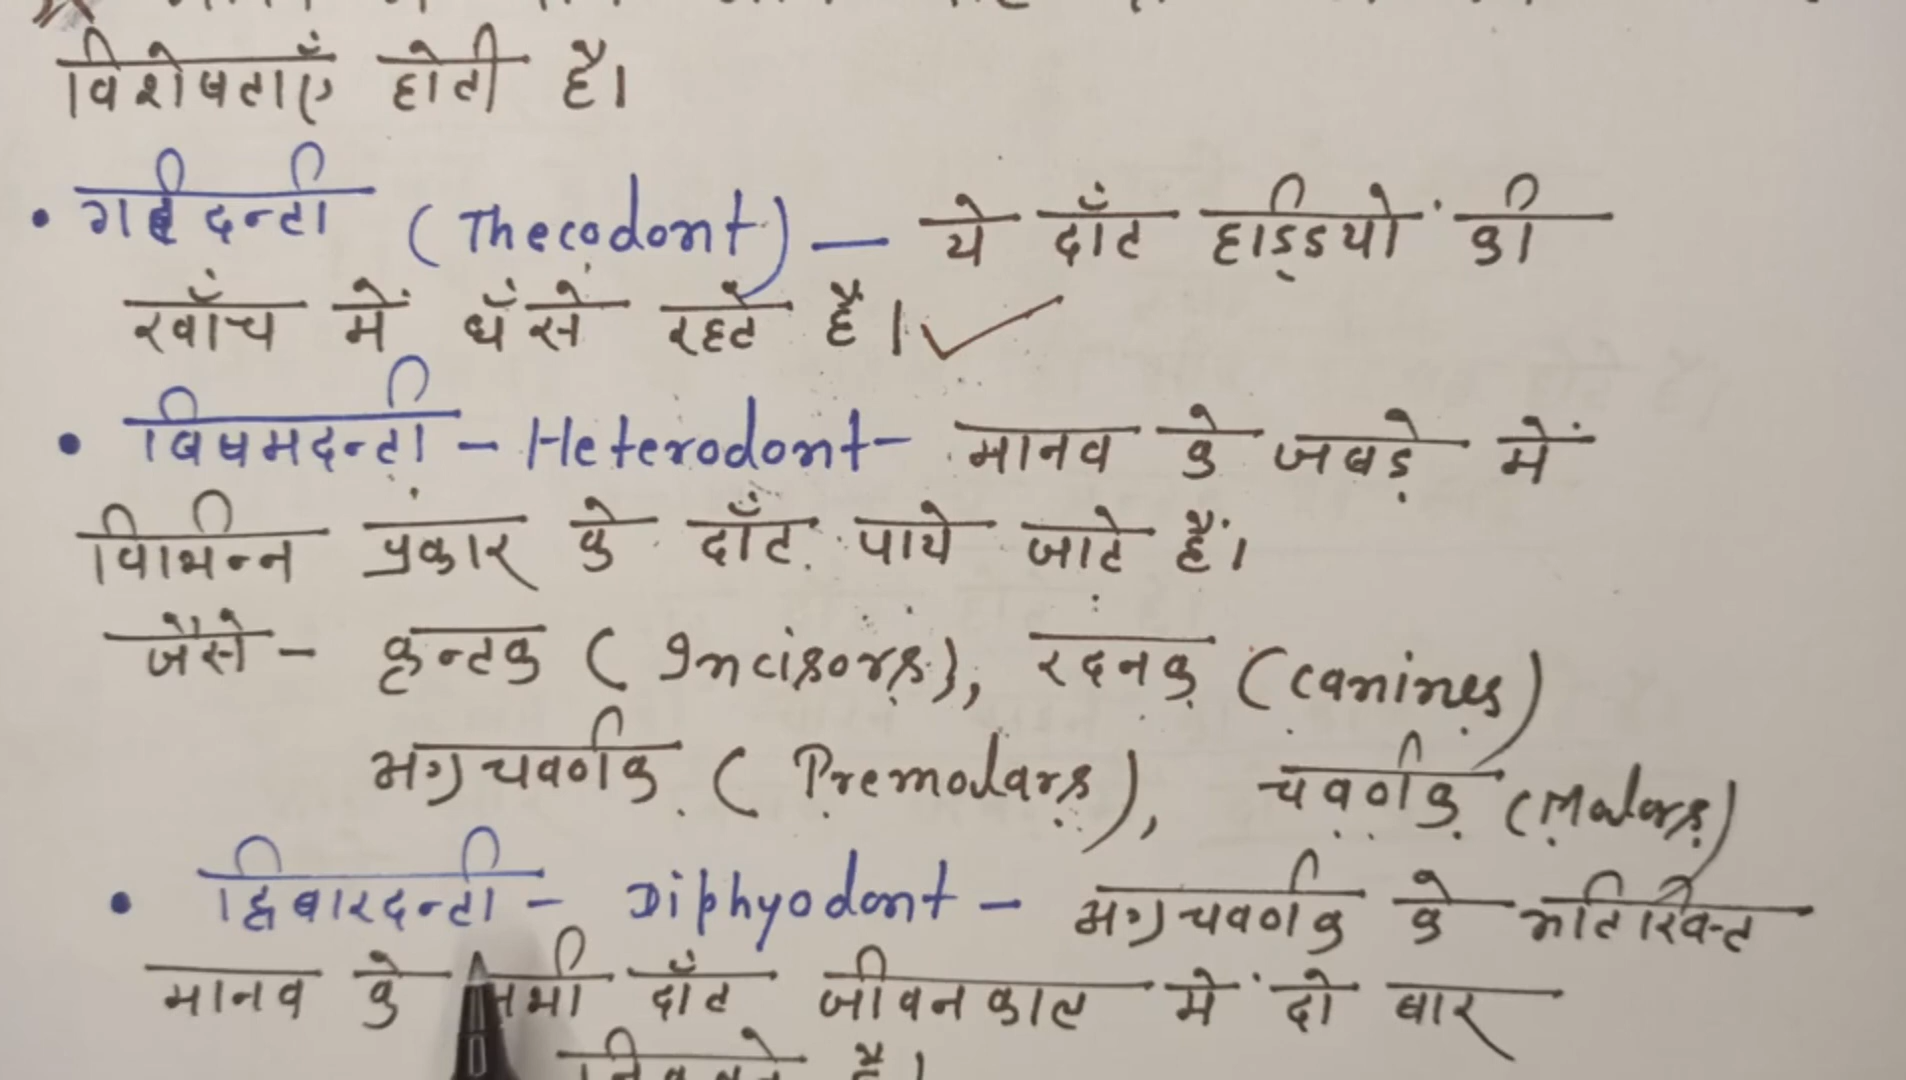 विशेषताएँ होती है।
• गर्तदन्ती (Thecodont) — ये दाँत हड्डियों की
खाँच में धँसे रहते है।
• विषमदन्ती - Heterodont - मानव के जबड़े में
विभिन्न प्रकार के दाँत पाये जाते हैं।
जैसे - कृन्तक (Incisors), रदनक (Canines)
अग्रचवर्णक (Premolars), चवर्णक (Molars)
• द्विबारदन्ती - Diphyodont - अग्रचवर्णक के अतिरिक्त
मानव के सभी दाँत जीवनकाल में दो बार
है।